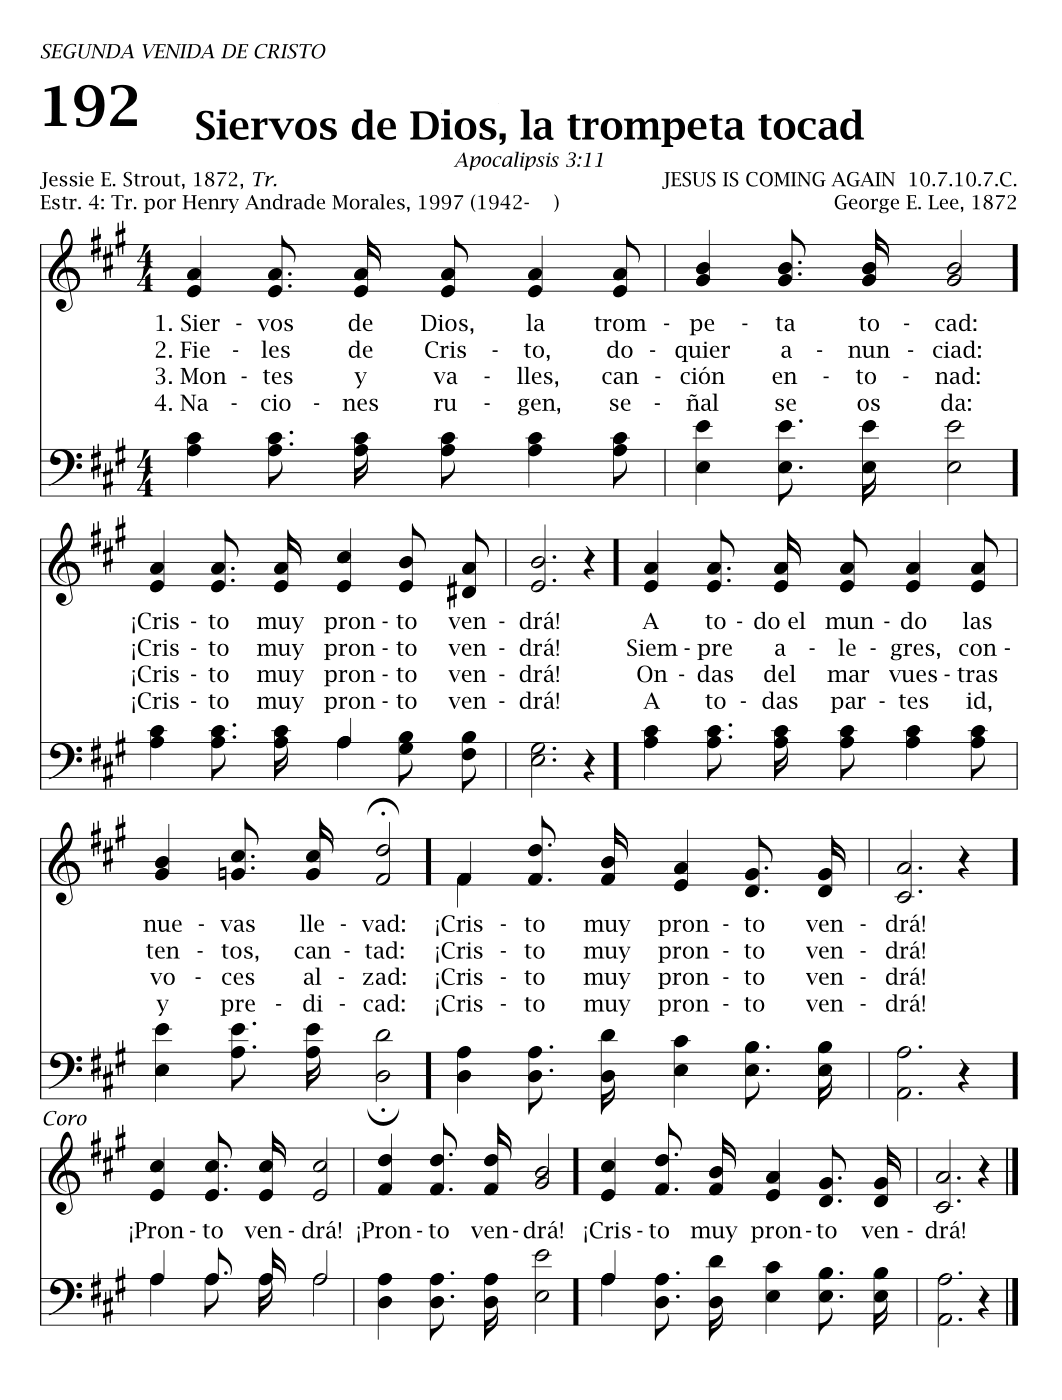 SEGUNDA VENIDA DE CRISTO
192
Siervos de Dios, la trompeta tocad
Apocalipsis 3:11
Jessie E. Strout, 1872, Tr.
JESUS IS COMING AGAIN 10.7.10.7.C.
Estr. 4: Tr. por Henry Andrade Morales, 1997 (1942- )
George E. Lee, 1872
1. Sier - vos de Dios, la trom - pe - ta to - cad:
2. Fie - les de Cris - to, do - quier a - nun - ciad:
3. Mon - tes y va - lles, can - ción en - to - nad:
4. Na - cio - nes ru - gen, se - ñal se os da:
¡Cris - to muy pron - to ven - drá! A to - do el mun - do las
¡Cris - to muy pron - to ven - drá! Siem - pre a - le - gres, con -
¡Cris - to muy pron - to ven - drá! On - das del mar vues - tras
¡Cris - to muy pron - to ven - drá! A to - das par - tes id,
nue - vas lle - vad: ¡Cris - to muy pron - to ven - drá!
ten - tos, can - tad: ¡Cris - to muy pron - to ven - drá!
vo - ces al - zad: ¡Cris - to muy pron - to ven - drá!
y pre - di - cad: ¡Cris - to muy pron - to ven - drá!
Coro
¡Pron - to ven - drá! ¡Pron - to ven - drá! ¡Cris - to muy pron - to ven - drá!